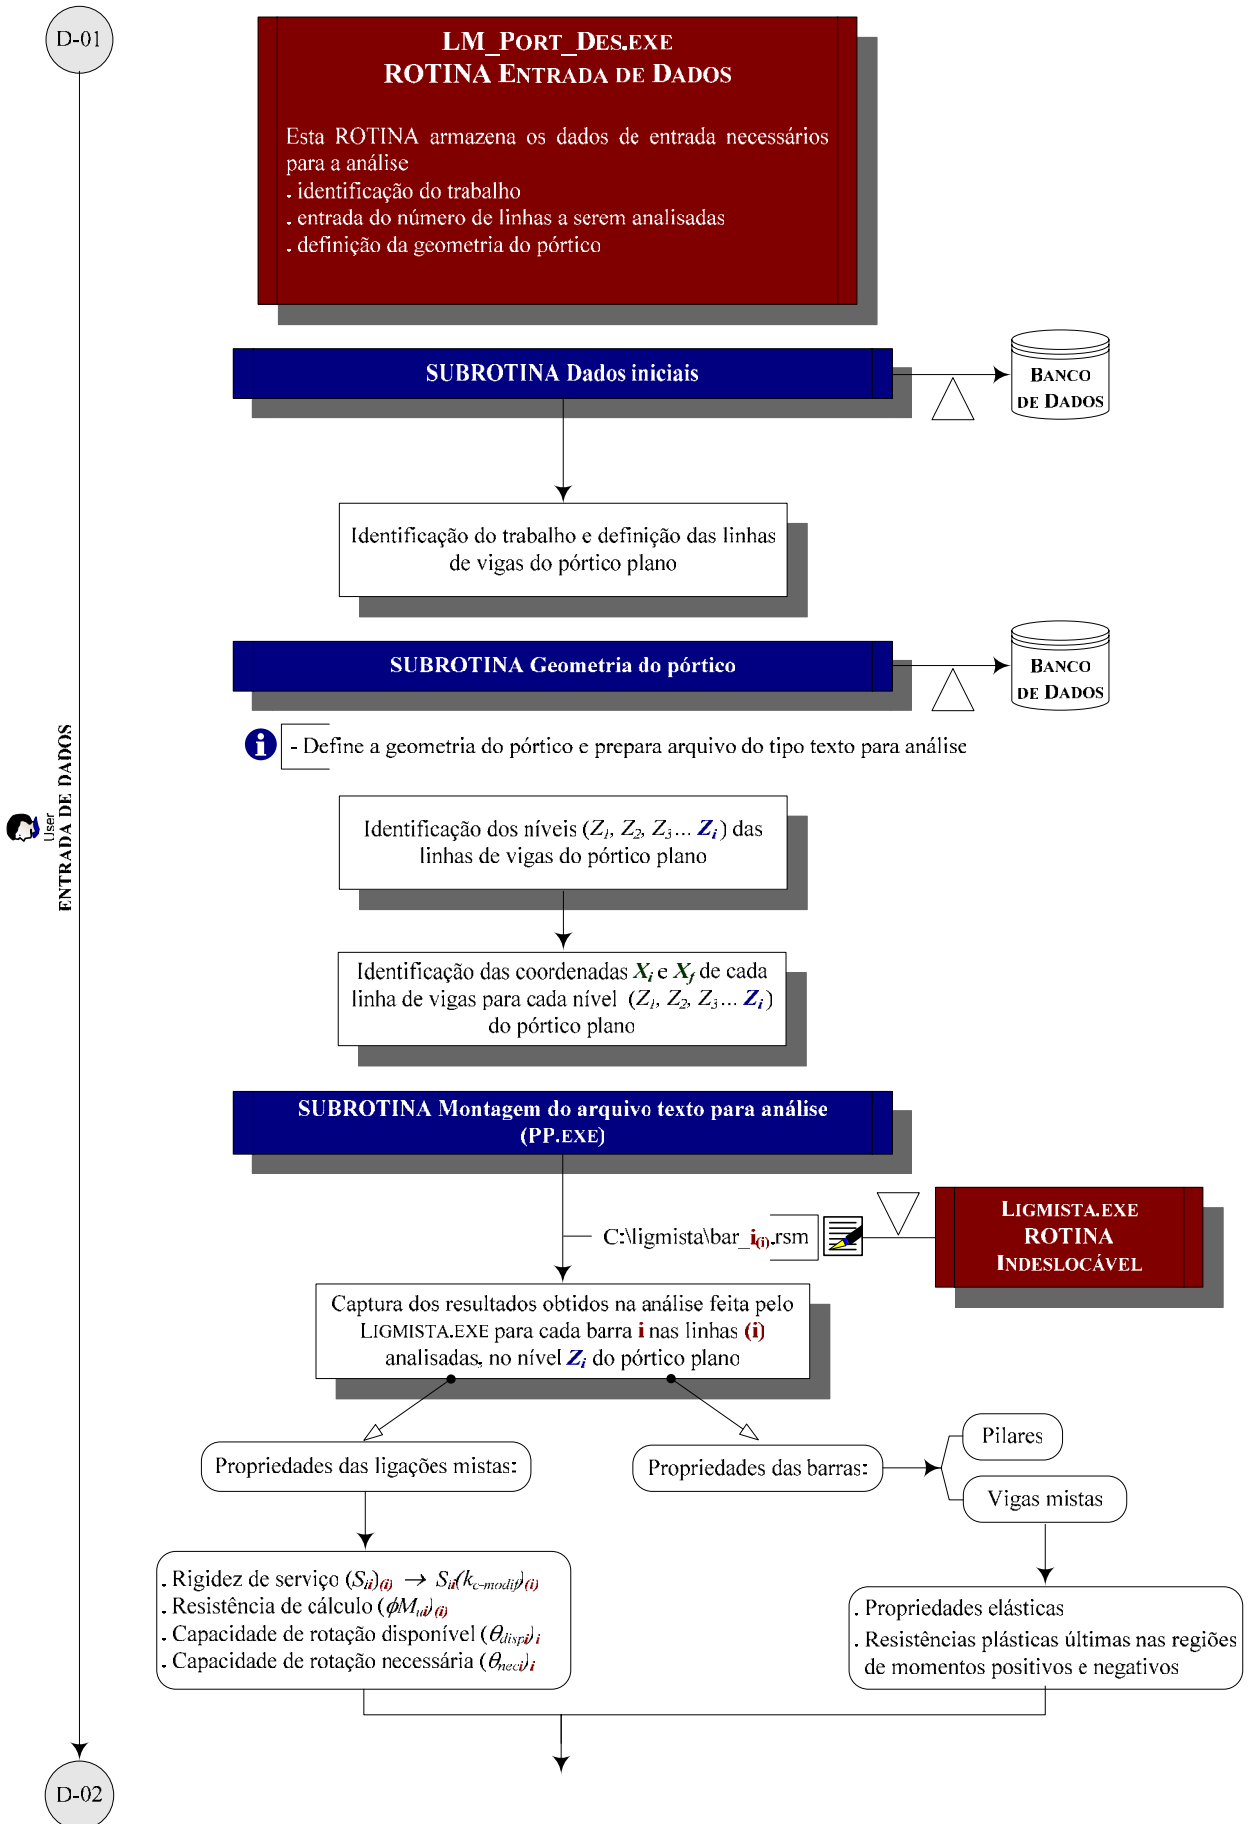 D-01
LM_PORT_DES.EXE
ROTINA ENTRADA DE DADOS
Esta ROTINA armazena os dados de entrada necessários
para a análise
. identificação do trabalho
. entrada do número de linhas a serem analisadas
. definição da geometria do pórtico
SUBROTINA Dados iniciais
BANCO
DE DADOS
Identificação do trabalho e definição das linhas
de vigas do pórtico plano
SUBROTINA Geometria do pórtico
BANCO
DE DADOS
- Define a geometria do pórtico e prepara arquivo do tipo texto para análise
User
ENTRADA DE DADOS
Identificação dos níveis (Z1, Z2, Z3... Zi) das
linhas de vigas do pórtico plano
Identificação das coordenadas Xi e Xf de cada
linha de vigas para cada nível (Z1, Z2, Z3... Zi)
do pórtico plano
SUBROTINA Montagem do arquivo texto para análise
(PP.EXE)
C:\ligmista\bar_i(i).rsm
LIGMISTA.EXE
ROTINA
INDESLOCÁVEL
Captura dos resultados obtidos na análise feita pelo
LIGMISTA.EXE para cada barra i nas linhas (i)
analisadas, no nível Zi do pórtico plano
Propriedades das ligações mistas:
Propriedades das barras:
Pilares
Vigas mistas
. Rigidez de serviço (Sii)(i) → Sii(kc-modif)(i)
. Resistência de cálculo (ϕMui)(i)
. Capacidade de rotação disponível (θdispi)i
. Capacidade de rotação necessária (θneci)i
. Propriedades elásticas
. Resistências plásticas últimas nas regiões
de momentos positivos e negativos
D-02